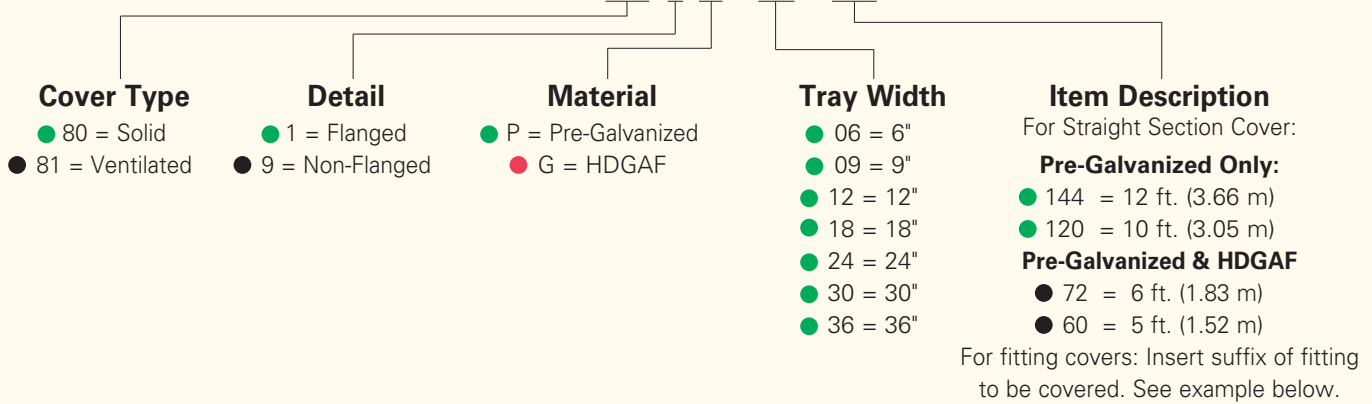 Cover Type
● 80 = Solid
● 81 = Ventilated
Detail
● 1 = Flanged
● 9 = Non-Flanged
Material
● P = Pre-Galvanized
● G = HDGAF
Tray Width
● 06 = 6"
● 09 = 9"
● 12 = 12"
● 18 = 18"
● 24 = 24"
● 30 = 30"
● 36 = 36"
Item Description
For Straight Section Cover:
Pre-Galvanized Only:
● 144 = 12 ft. (3.66 m)
● 120 = 10 ft. (3.05 m)
Pre-Galvanized & HDGAF
● 72 = 6 ft. (1.83 m)
● 60 = 5 ft. (1.52 m)
For fitting covers: Insert suffix of fitting
to be covered. See example below.